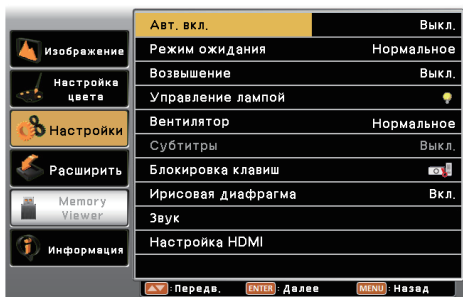 Изображение
Настройка
цвета
Настройки
Расширить
Memory
Viewer
Информация
Авт. вкл. Выкл.
Режим ожидания Нормальное
Возвышение Выкл.
Управление лампой
Вентилятор Нормальное
Субтитры Выкл.
Блокировка клавиш
Ирисовая диафрагма Вкл.
Звук
Настройка HDMI
:Передв. ENTER:Далее MENU:Назад